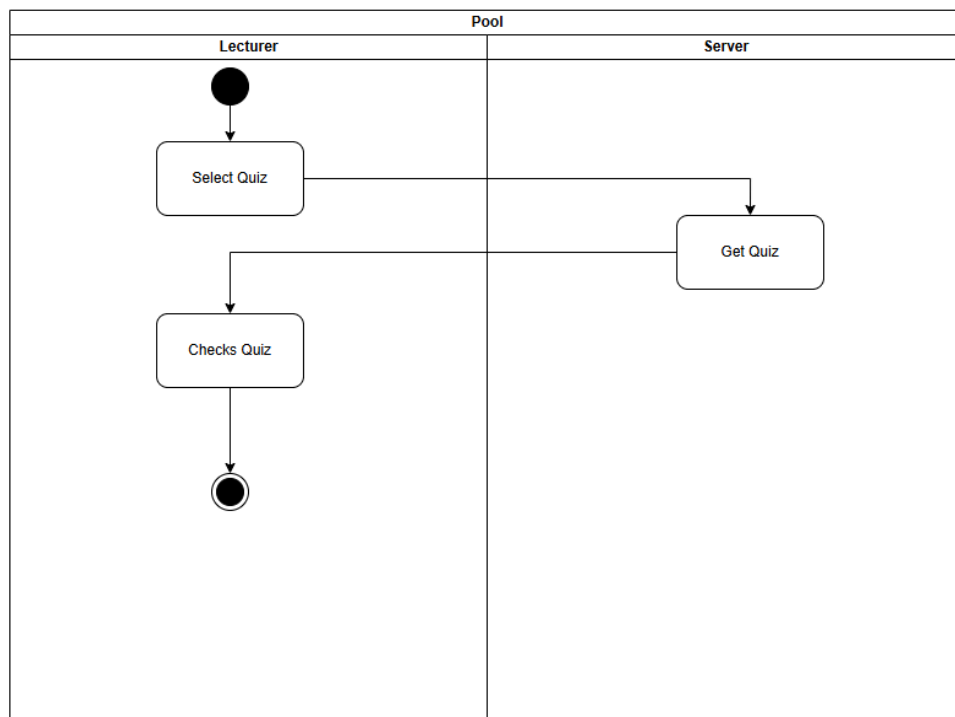 Pool
Lecturer
Server
Select Quiz
Get Quiz
Checks Quiz